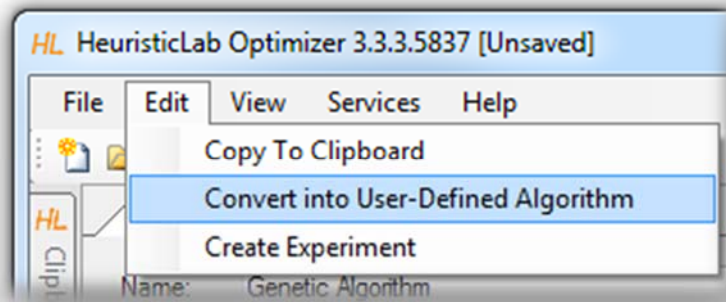 HL HeuristicLab Optimizer 3.3.3.5837 [Unsaved]
File Edit View Services Help
Copy To Clipboard
Convert into User-Defined Algorithm
HL
Create Experiment
Name: Genetic Algorithm